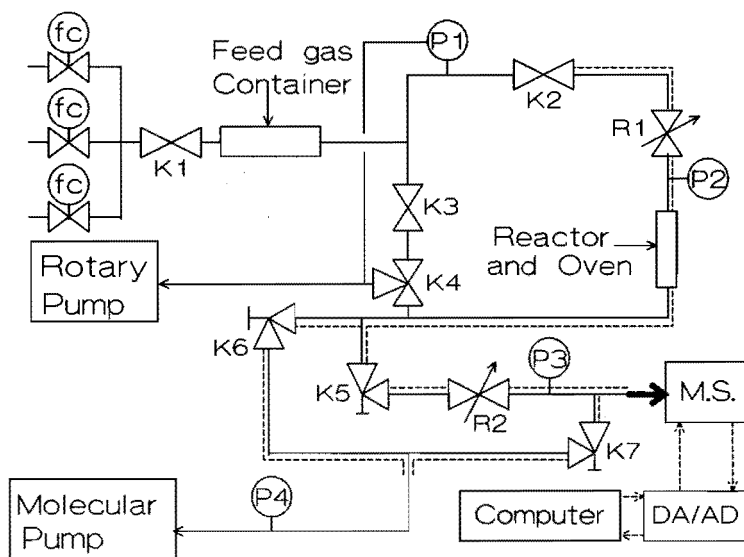 fc
P1
Feed gas
Container
K2
R1
fc
K1
P2
fc
K3
Reactor
and Oven
Rotary
Pump
K4
K6
P3
K5
M.S.
R2
K7
P4
Molecular
Pump
Computer
DA/AD